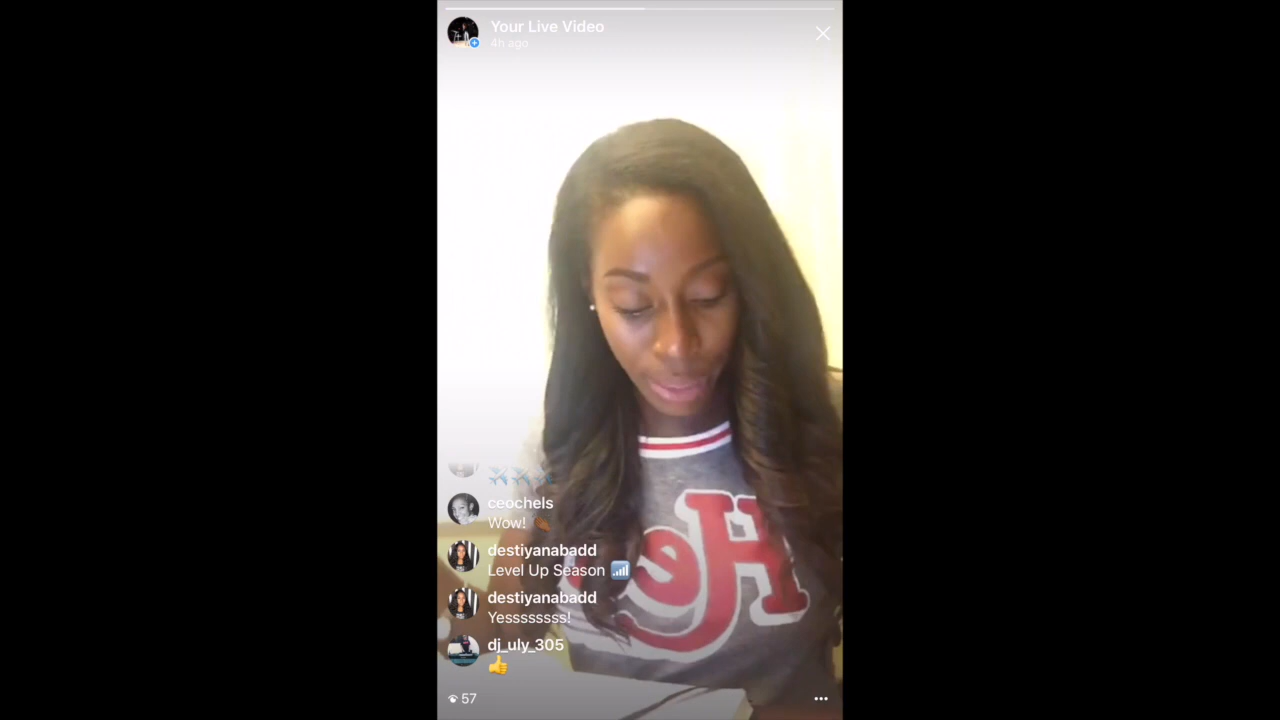 Your Live Video
4h ago
✈️✈️✈️
ceochels
Wow!
destiyanabadd
Level Up Season 📶
destiyanabadd
Yessssssss!
dj_uly_305
👍
57